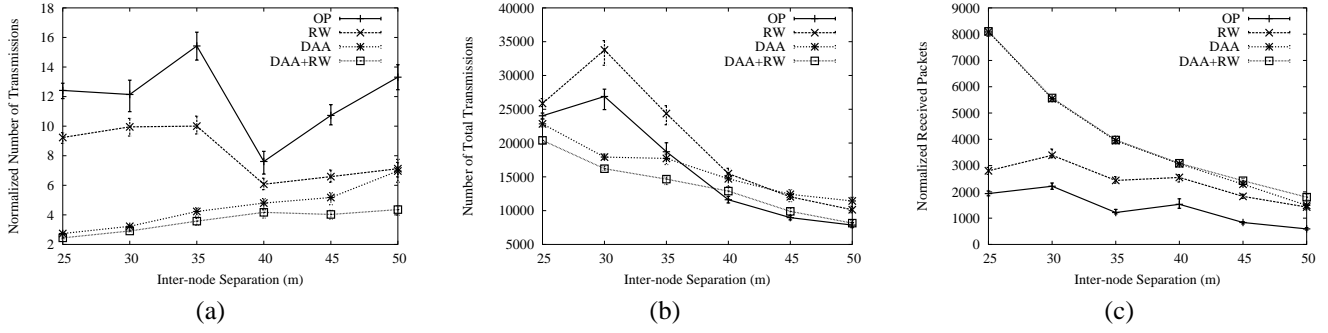 18
16
14
12
10
8
6
4
2
25 30 35 40 45 50
Normalized Number of Transmissions
Inter-node Separation (m)
OP
RW
DAA
DAA+RW
(a)
40000
35000
30000
25000
20000
15000
10000
5000
25 30 35 40 45 50
Number of Total Transmissions
Inter-node Separation (m)
OP
RW
DAA
DAA+RW
(b)
9000
8000
7000
6000
5000
4000
3000
2000
1000
0
25 30 35 40 45 50
Normalized Received Packets
Inter-node Separation (m)
OP
RW
DAA
DAA+RW
(c)